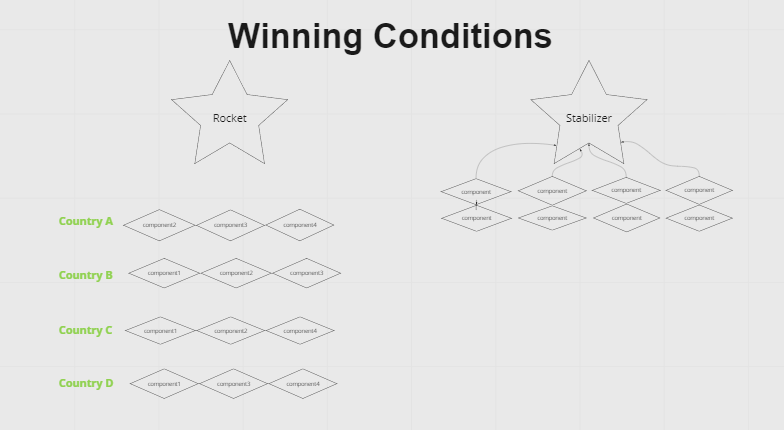 Winning Conditions
Rocket
Stabilizer
component component component component
component component component component
Country A component2 component3 component4
Country B component1 component2 component3
Country C component1 component2 component4
Country D component1 component3 component4